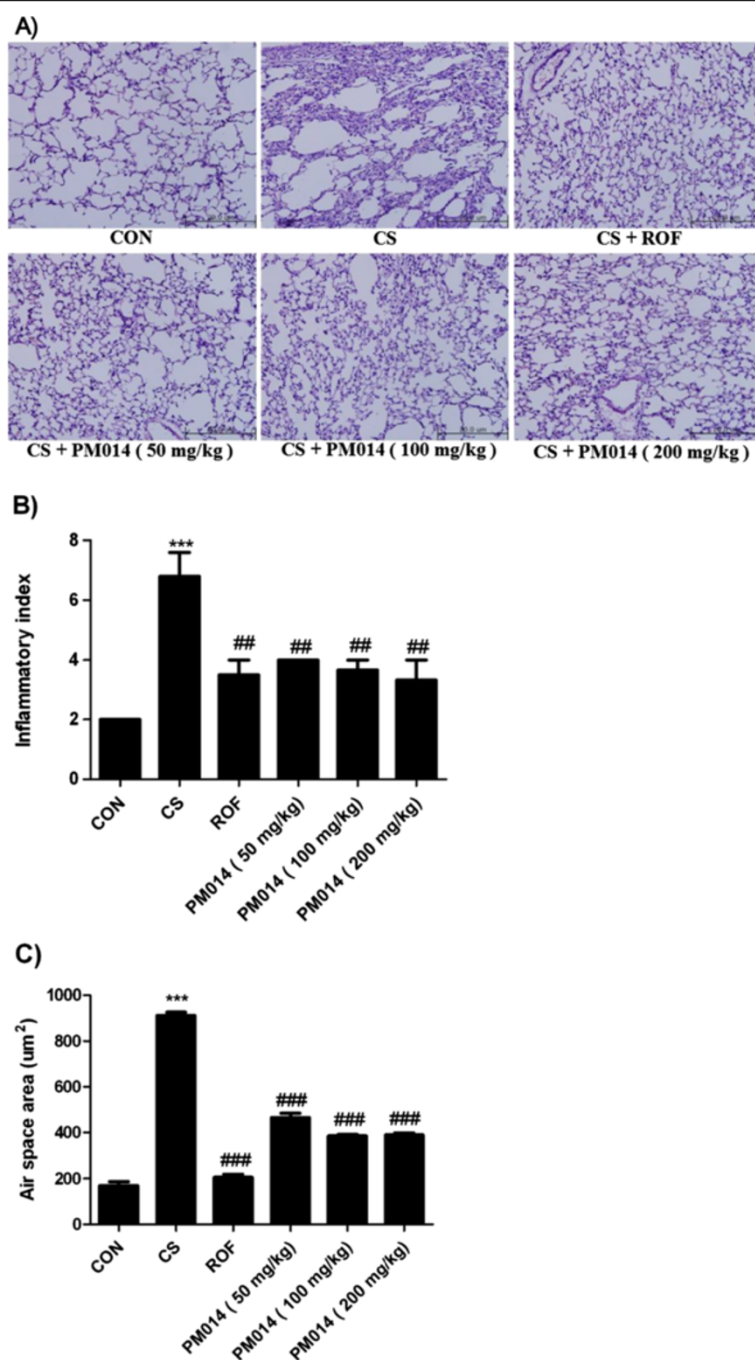 A)
CON
CS
CS + ROF
CS + PM014 ( 50 mg/kg )
CS + PM014 ( 100 mg/kg )
CS + PM014 ( 200 mg/kg )
B)
Inflammatory index
8
6
4
2
0
***
##
##
##
##
CON
CS
ROF
PM014 ( 50 mg/kg)
PM014 ( 100 mg/kg)
PM014 ( 200 mg/kg)
C)
Air space area (um²)
1000
800
600
400
200
0
***
###
###
###
###
CON
CS
ROF
PM014 ( 50 mg/kg)
PM014 ( 100 mg/kg)
PM014 ( 200 mg/kg)